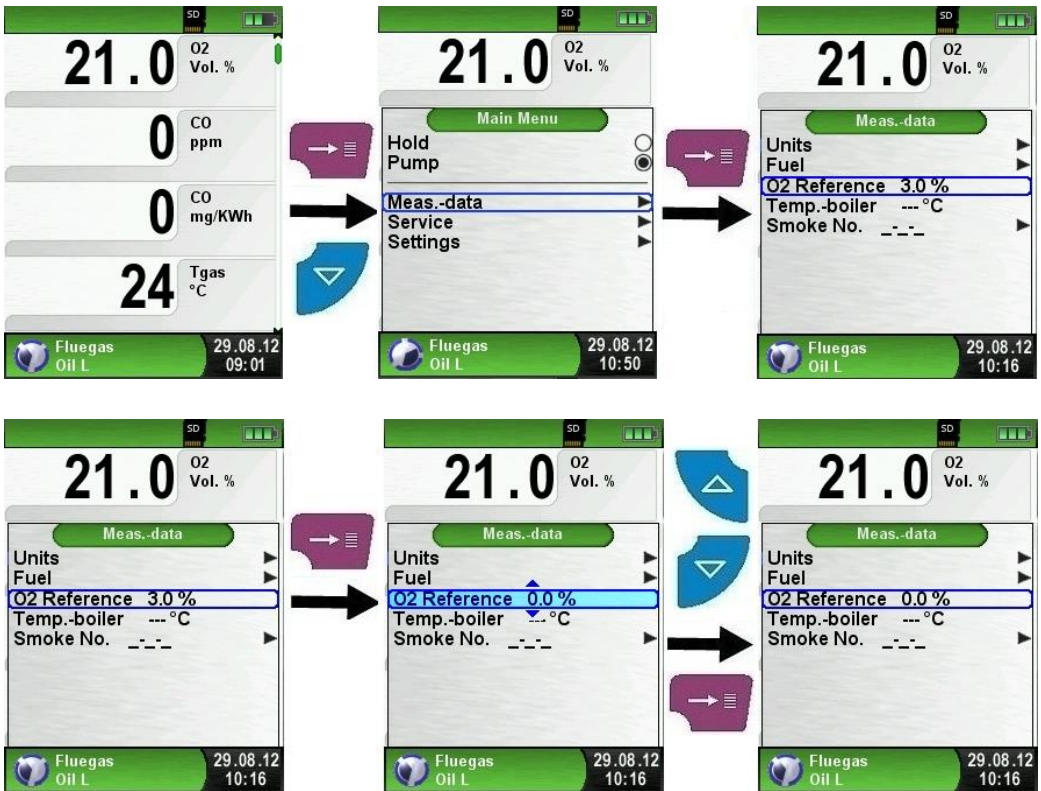 SD
21.0 O2
Vol. %
0 CO
ppm
0 CO
mg/KWh
24 Tgas
°C
Fluegas 29.08.12
Oil L 09:01
SD
21.0 O2
Vol. %
Main Menu
Hold
Pump
Meas.-data
Service
Settings
Fluegas 29.08.12
Oil L 10:50
SD
21.0 O2
Vol. %
Meas.-data
Units
Fuel
O2 Reference 3.0 %
Temp.-boiler ---°C
Smoke No. _-_-_
Fluegas 29.08.12
Oil L 10:16
SD
21.0 O2
Vol. %
Meas.-data
Units
Fuel
O2 Reference 3.0 %
Temp.-boiler ---°C
Smoke No. _-_-_
Fluegas 29.08.12
Oil L 10:16
SD
21.0 O2
Vol. %
Meas.-data
Units
Fuel
O2 Reference 0.0 %
Temp.-boiler ---°C
Smoke No. _-_-_
Fluegas 29.08.12
Oil L 10:16
SD
21.0 O2
Vol. %
Meas.-data
Units
Fuel
O2 Reference 0.0 %
Temp.-boiler ---°C
Smoke No. _-_-_
Fluegas 29.08.12
Oil L 10:16